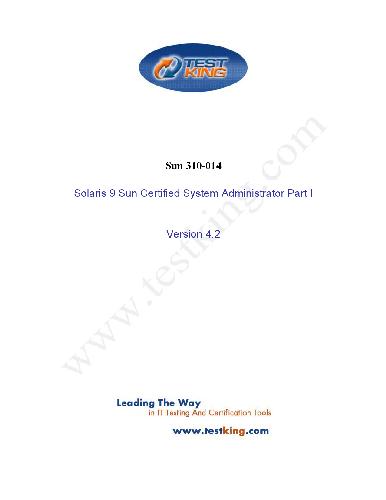 TEST
KING
Sun 310-014
Solaris 9 Sun Certified System Administrator Part I
Version 4.2
www.testking.com
Leading The Way
in IT Testing And Certification Tools
www.testking.com